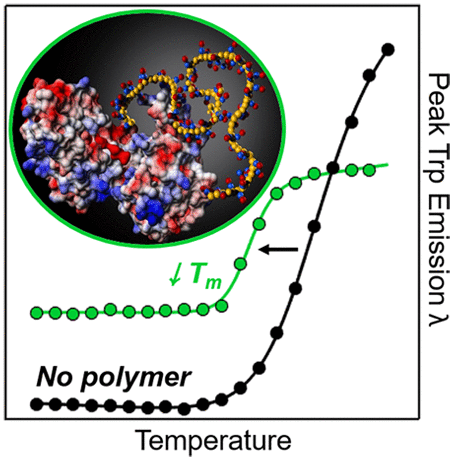 ↓ Tm
No polymer
Temperature
Peak Trp Emission λ